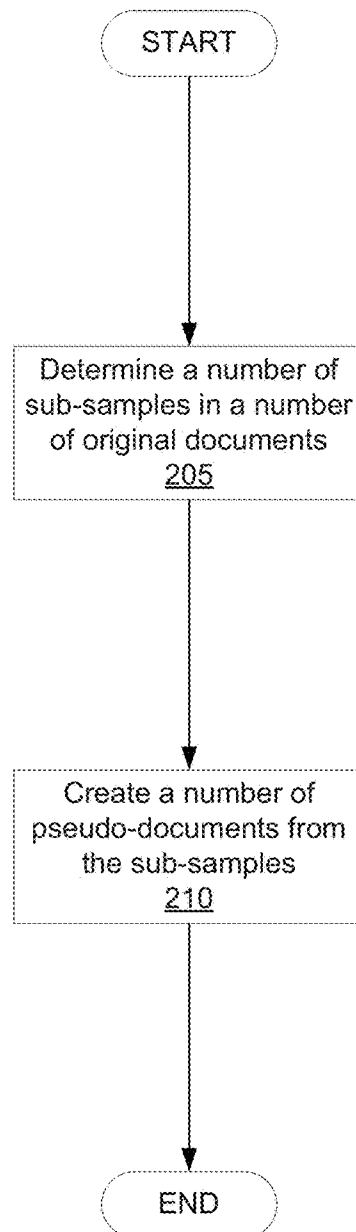 START
Determine a number of
sub-samples in a number
of original documents
205
Create a number of
pseudo-documents from
the sub-samples
210
END